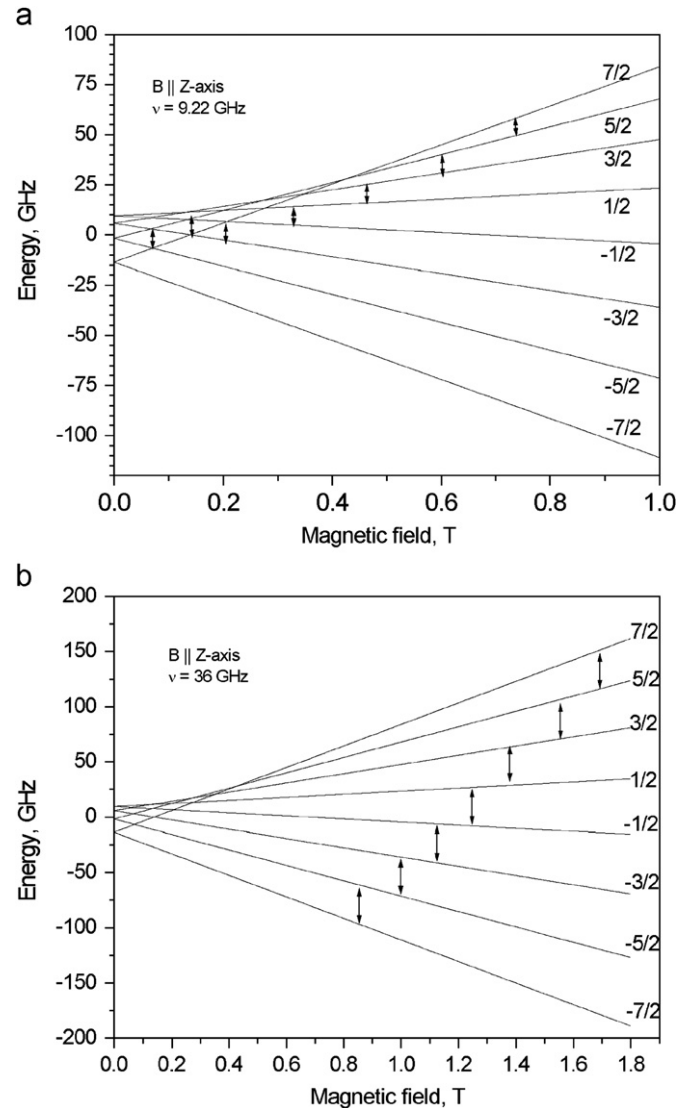 a
100
75
50
25
0
-25
-50
-75
-100
Energy, GHz
B || Z-axis
ν = 9.22 GHz
7/2
5/2
3/2
1/2
-1/2
-3/2
-5/2
-7/2
0.0 0.2 0.4 0.6 0.8 1.0
Magnetic field, T
b
200
150
100
50
0
-50
-100
-150
-200
Energy, GHz
B || Z-axis
ν = 36 GHz
7/2
5/2
3/2
1/2
-1/2
-3/2
-5/2
-7/2
0.0 0.2 0.4 0.6 0.8 1.0 1.2 1.4 1.6 1.8
Magnetic field, T